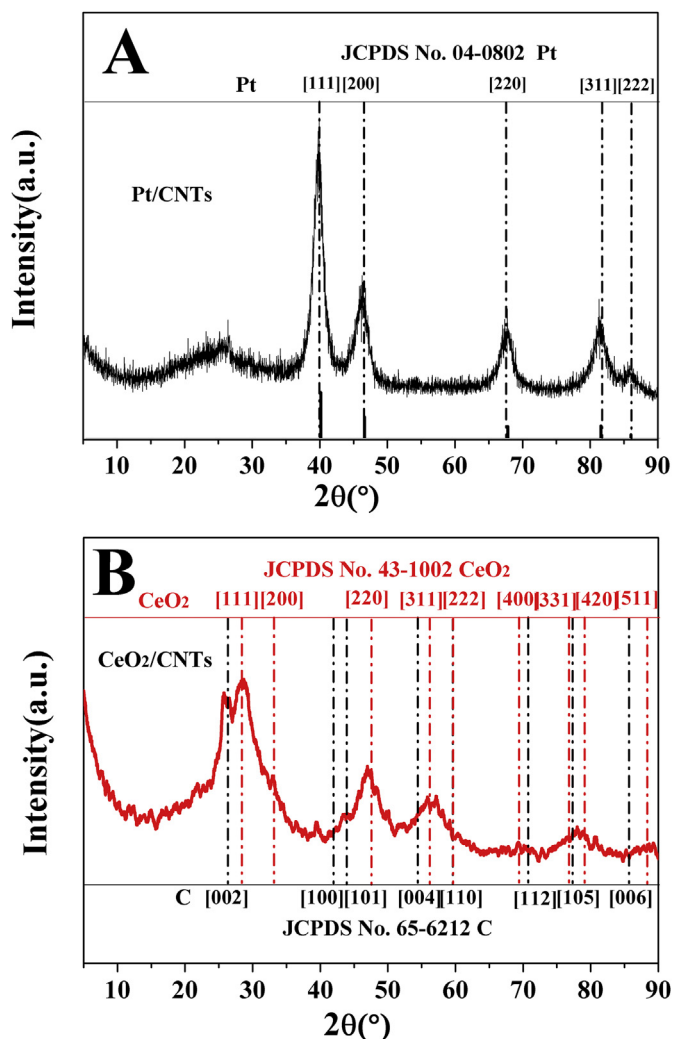 A
JCPDS No. 04-0802 Pt
Pt [111] [200] [220] [311] [222]
Pt/CNTs
Intensity(a.u.)
10 20 30 40 50 60 70 80 90
2θ(°)
B
JCPDS No. 43-1002 CeO₂
CeO₂ [111] [200] [220] [311] [222] [400] [331] [420] [511]
CeO₂/CNTs
Intensity(a.u.)
C [002] [100] [101] [004] [110] [112] [105] [006]
JCPDS No. 65-6212 C
10 20 30 40 50 60 70 80 90
2θ(°)